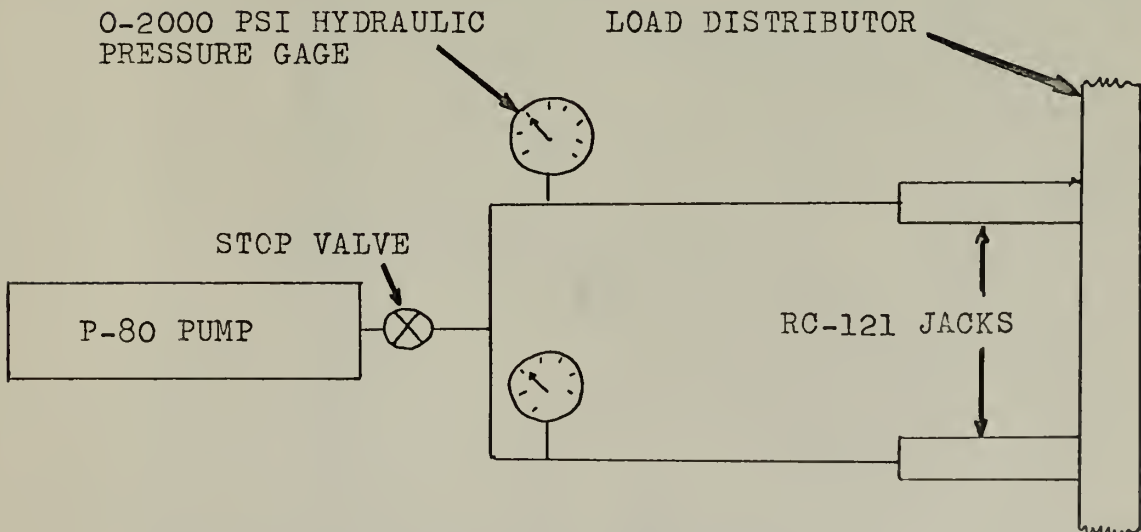 0-2000 PSI HYDRAULIC
PRESSURE GAGE
LOAD DISTRIBUTOR
STOP VALVE
P-80 PUMP
RC-121 JACKS